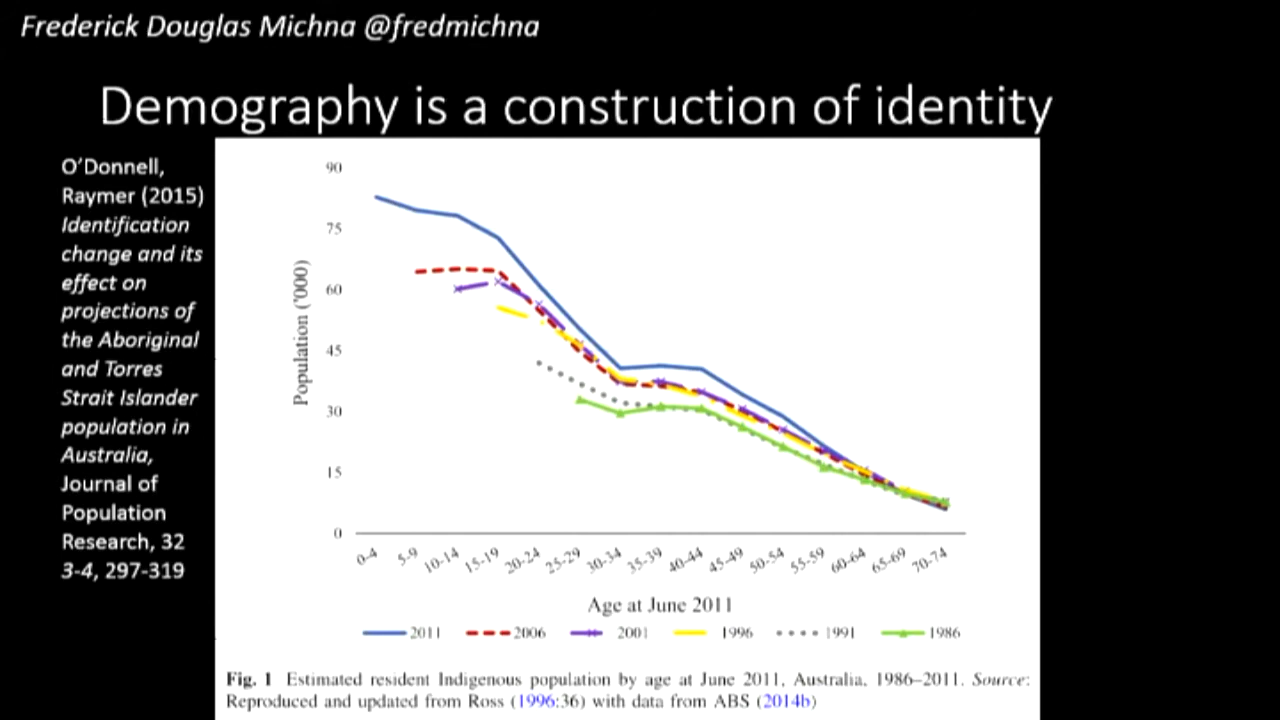 Frederick Douglas Michna @fredmichna
Demography is a construction of identity
O'Donnell,
Raymer (2015)
Identification
change and its
effect on
projections of
the Aboriginal
and Torres
Strait Islander
population in
Australia,
Journal of
Population
Research, 32
3-4, 297-319
90
75
60
45
30
15
0
Population ('000)
0-4 5-9 10-14 15-19 20-24 25-29 30-34 35-39 40-44 45-49 50-54 55-59 60-64 65-69 70-74
Age at June 2011
2011 2006 2001 1996 1991 1986
Fig. 1 Estimated resident Indigenous population by age at June 2011, Australia, 1986–2011. Source:
Reproduced and updated from Ross (1996:36) with data from ABS (2014b)